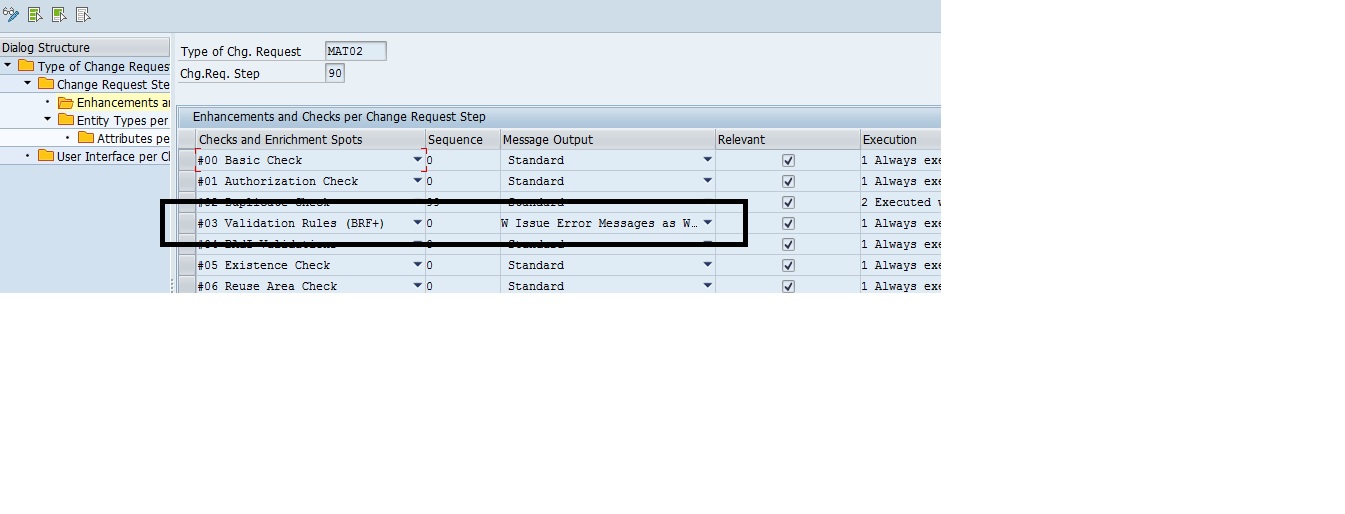 Dialog Structure
Type of Change Reques
Change Request Ste
Enhancements a
Entity Types per
Attributes pe
User Interface per C
Type of Chg. Request MAT02
Chg.Req. Step 90
Enhancements and Checks per Change Request Step
Checks and Enrichment Spots Sequence Message Output Relevant Execution
#00 Basic Check 0 Standard 1 Always exe
#01 Authorization Check 0 Standard 1 Always exe
#02 Duplicate Check 99 Standard 2 Executed w
#03 Validation Rules (BRF+) 0 W Issue Error Messages as W… 1 Always exe
#04 BAdI Validations 0 Standard 1 Always exe
#05 Existence Check 0 Standard 1 Always exe
#06 Reuse Area Check 0 Standard 1 Always exe